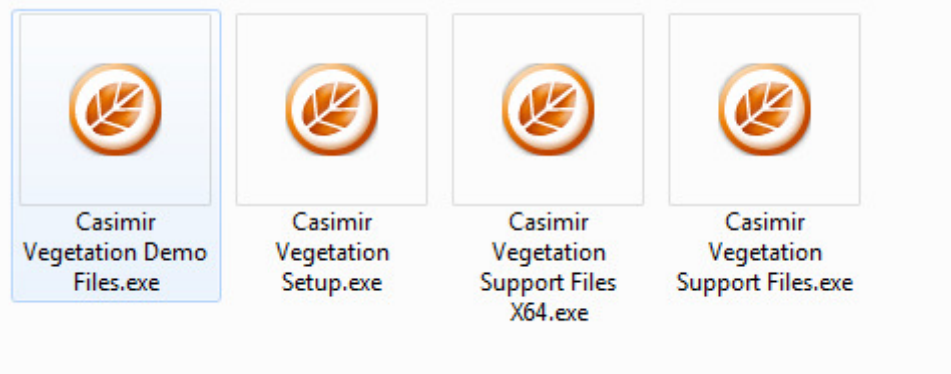 Casimir
Vegetation Demo
Files.exe
Casimir
Vegetation
Setup.exe
Casimir
Vegetation
Support Files
X64.exe
Casimir
Vegetation
Support Files.exe